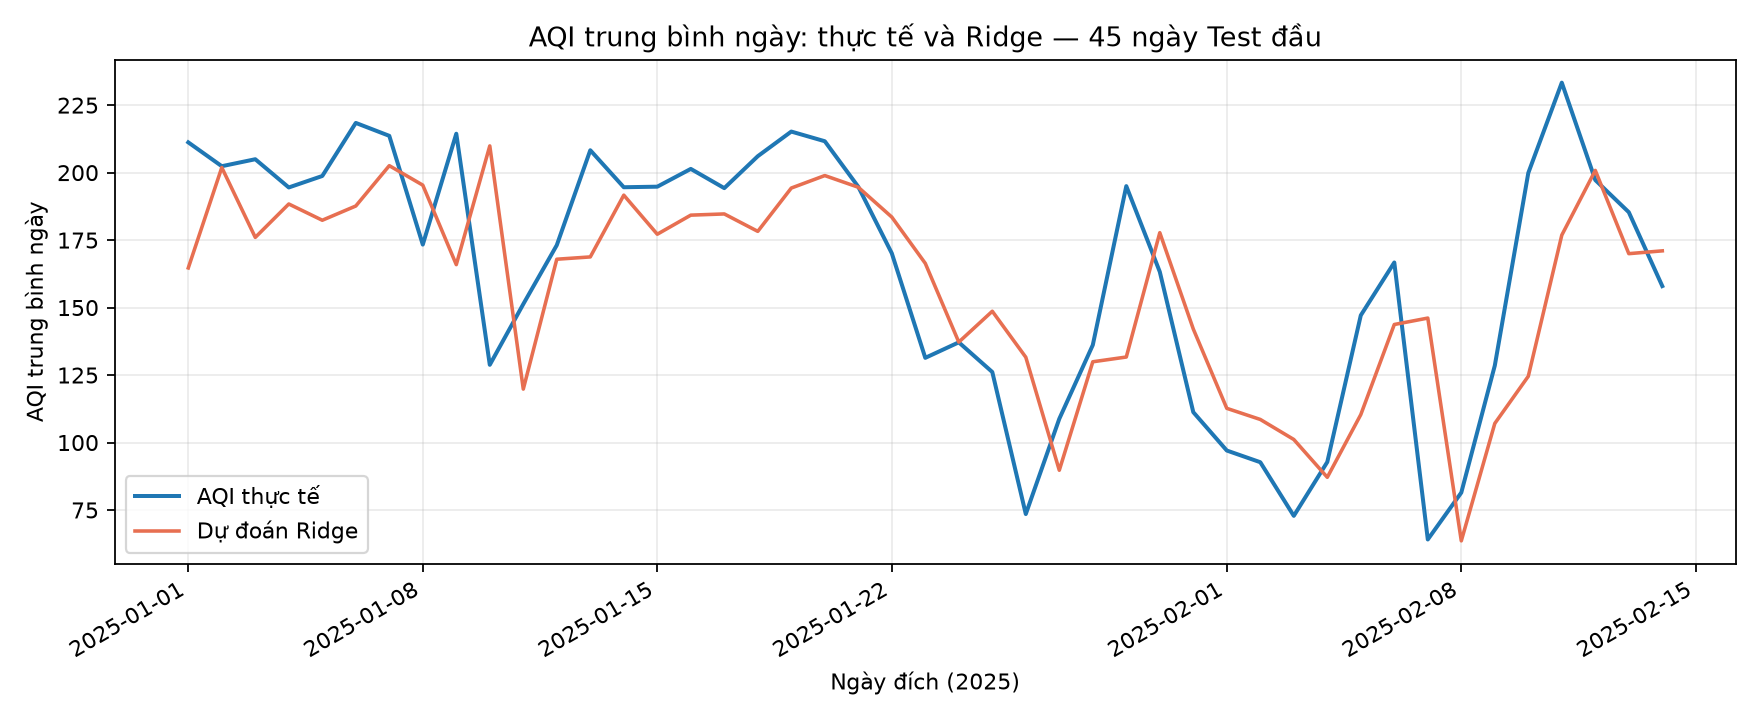 AQI trung bình ngày: thực tế và Ridge — 45 ngày Test đầu
AQI trung bình ngày
225
200
175
150
125
100
75
AQI thực tế
Dự đoán Ridge
2025-01-01
2025-01-08
2025-01-15
2025-01-22
2025-02-01
2025-02-08
2025-02-15
Ngày đích (2025)